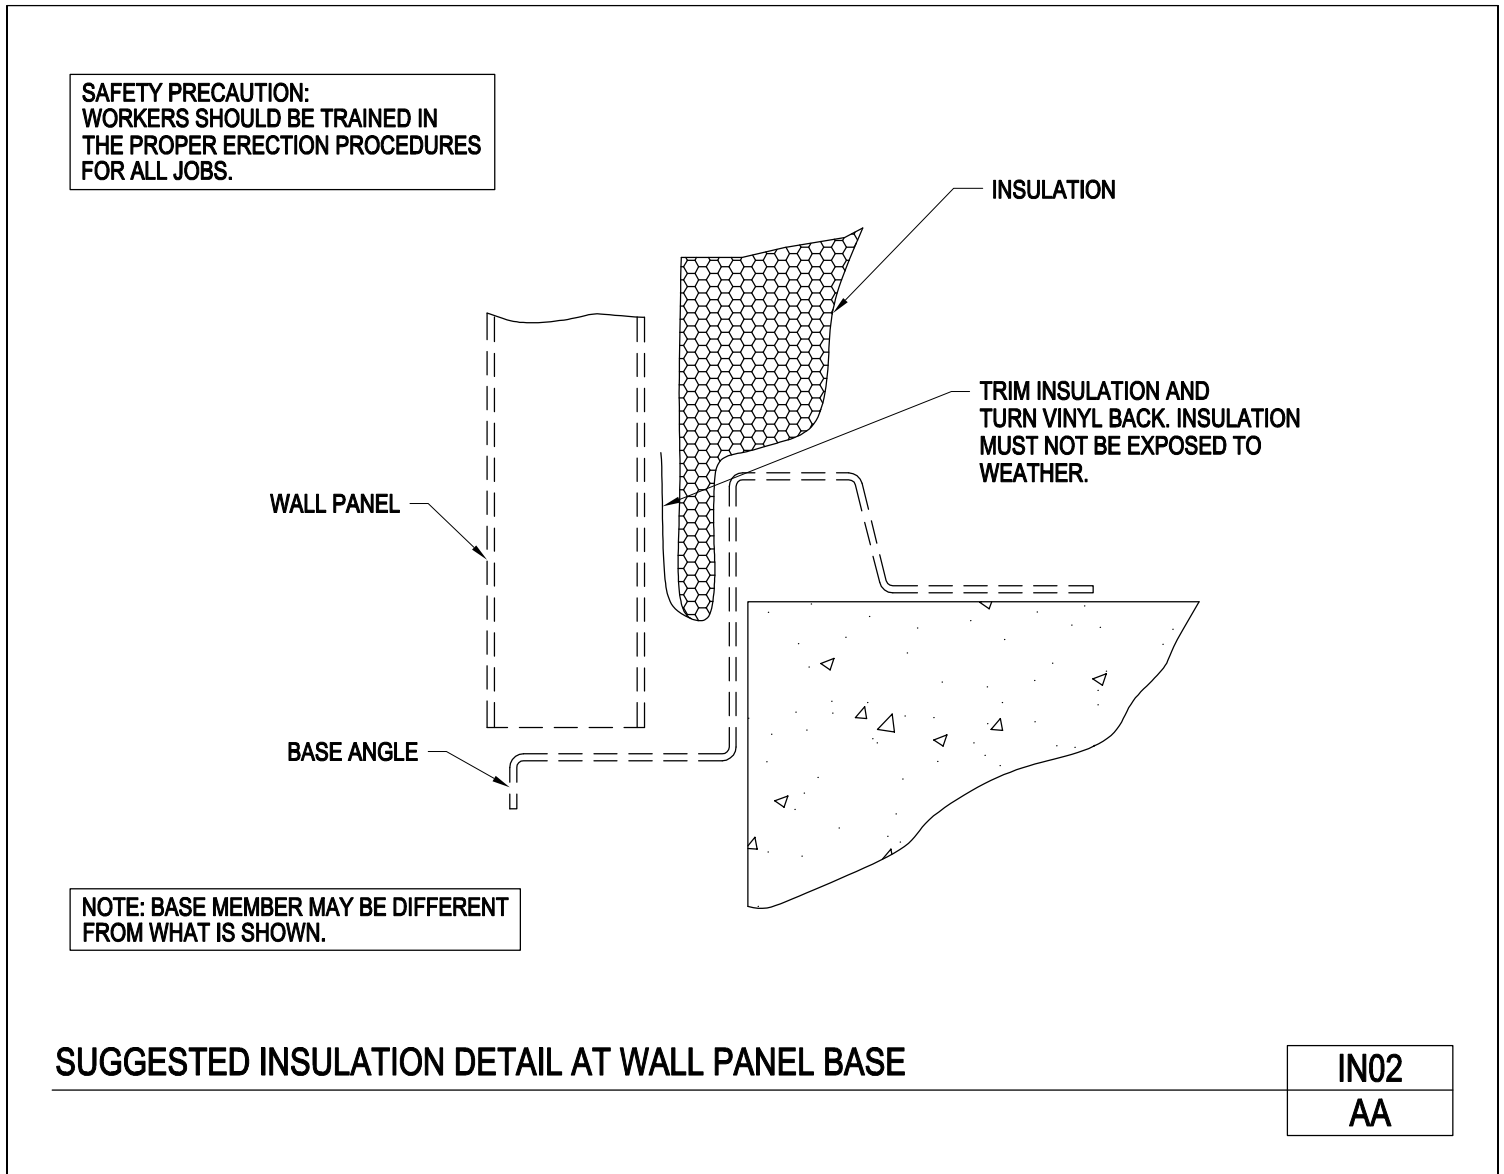 SAFETY PRECAUTION:
WORKERS SHOULD BE TRAINED IN
THE PROPER ERECTION PROCEDURES
FOR ALL JOBS.
INSULATION
TRIM INSULATION AND
TURN VINYL BACK. INSULATION
MUST NOT BE EXPOSED TO
WEATHER.
WALL PANEL
BASE ANGLE
NOTE: BASE MEMBER MAY BE DIFFERENT
FROM WHAT IS SHOWN.
SUGGESTED INSULATION DETAIL AT WALL PANEL BASE
IN02
AA